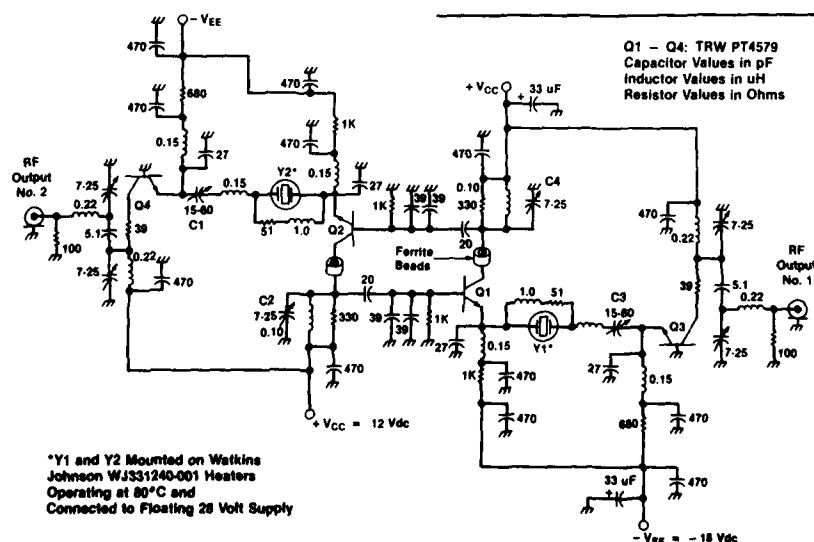 − VEE
470
680
470
470
1K
470
0.15
27
0.15
RF
Output
No. 2
7-25
0.22
5.1
100
7-25
Q4
39
0.22
470
15-60
C1
0.15
Y2*
51
1.0
27
Q2
1K
39
39
20
Q1 − Q4: TRW PT4579
Capacitor Values in pF
Inductor Values in uH
Resistor Values in Ohms
+ VCC
33 uF
+
470
0.10
330
C4
7-25
Ferrite
Beads
C2
7-25
0.10
330
470
20
39
39
1K
Q1
27
0.15
1K
470
470
1.0
51
Y1*
C3
15-60
Q3
27
0.15
680
470
470
33 uF
+
− VEE = − 18 Vdc
470
0.22
39
7-25
5.1
7-25
0.22
100
RF
Output
No. 1
+ VCC = 12 Vdc
*Y1 and Y2 Mounted on Watkins
Johnson WJ331240-001 Heaters
Operating at 80°C and
Connected to Floating 28 Volt Supply